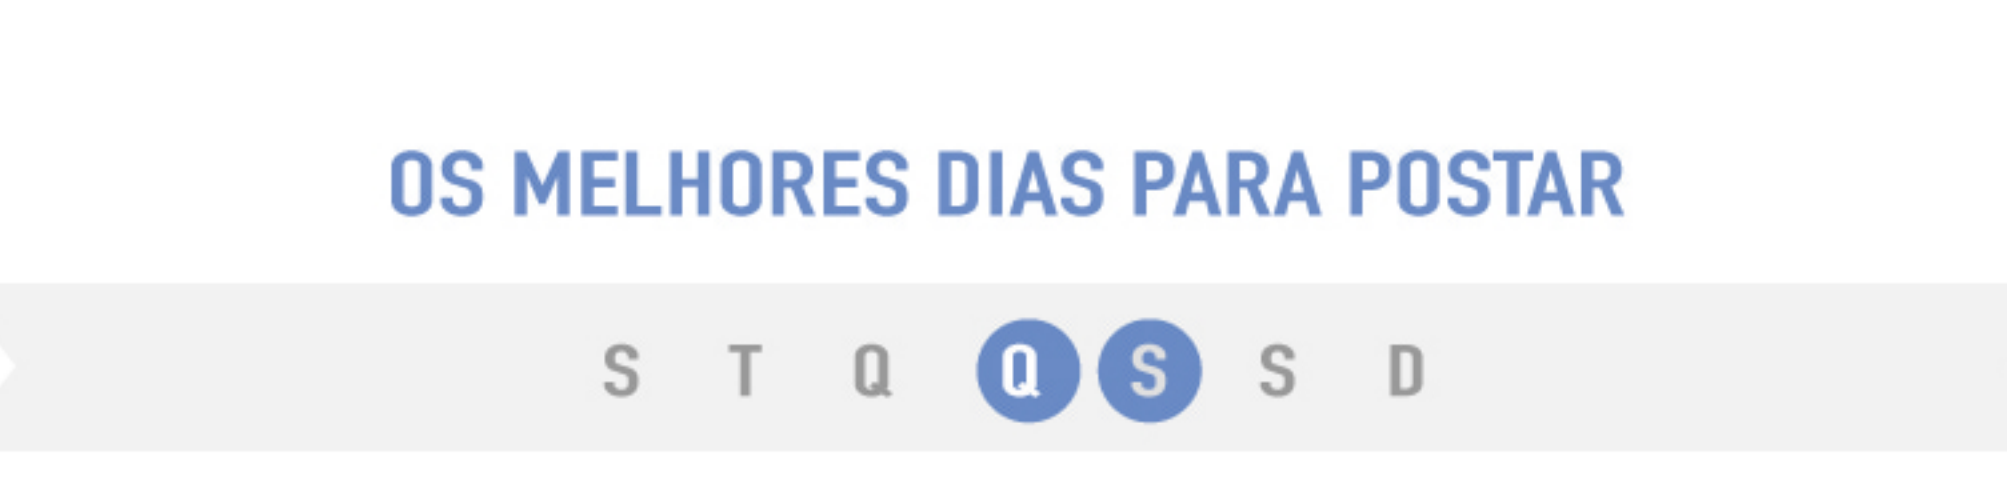 OS MELHORES DIAS PARA POSTAR
S T Q Q S S D